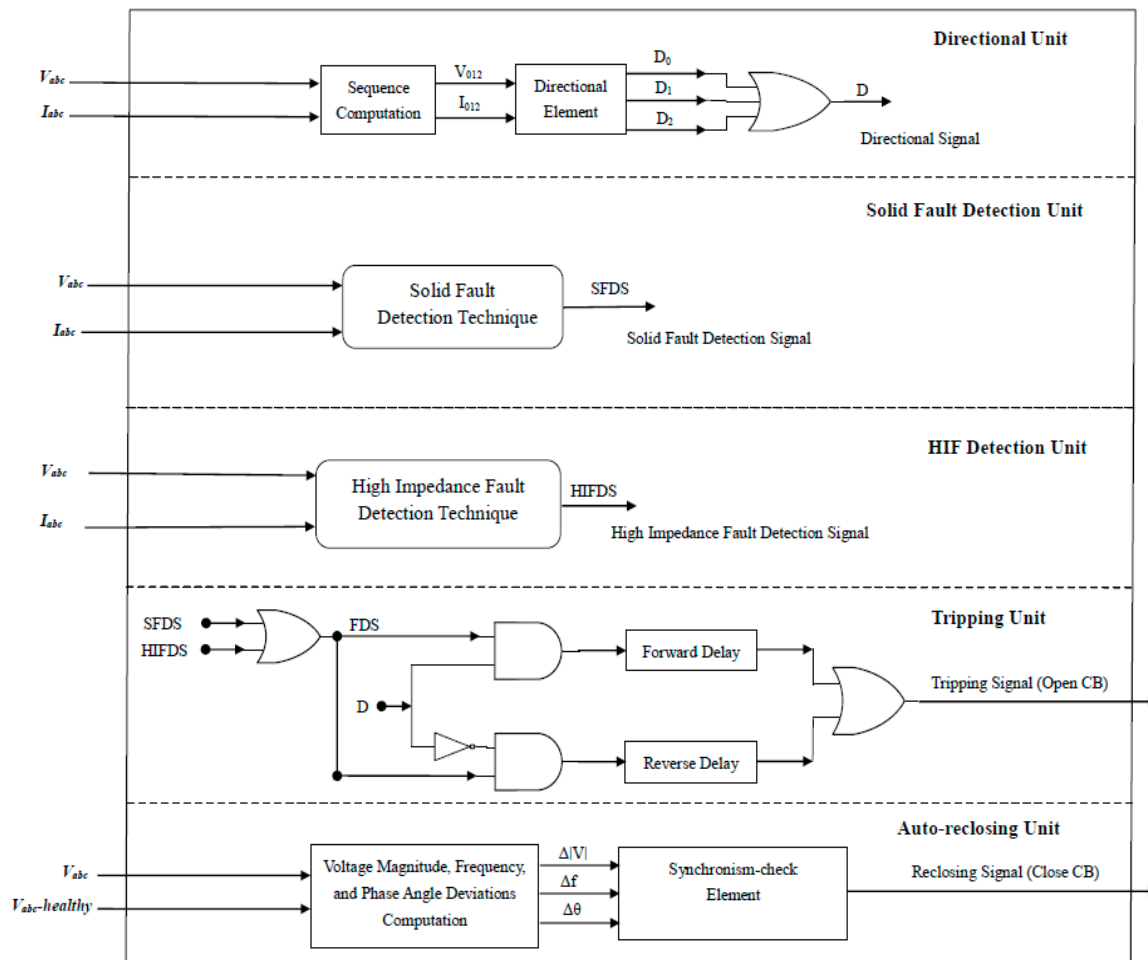 Directional Unit
Vabc
Iabc
Sequence
Computation
V012
I012
Directional
Element
D0
D1
D2
D
Directional Signal
Solid Fault Detection Unit
Vabc
Iabc
Solid Fault
Detection Technique
SFDS
Solid Fault Detection Signal
HIF Detection Unit
Vabc
Iabc
High Impedance Fault
Detection Technique
HIFDS
High Impedance Fault Detection Signal
Tripping Unit
SFDS
HIFDS
FDS
D
Forward Delay
Reverse Delay
Tripping Signal (Open CB)
Auto-reclosing Unit
Vabc
Vabc-healthy
Voltage Magnitude, Frequency,
and Phase Angle Deviations
Computation
Δ|V|
Δf
Δθ
Synchronism-check
Element
Reclosing Signal (Close CB)